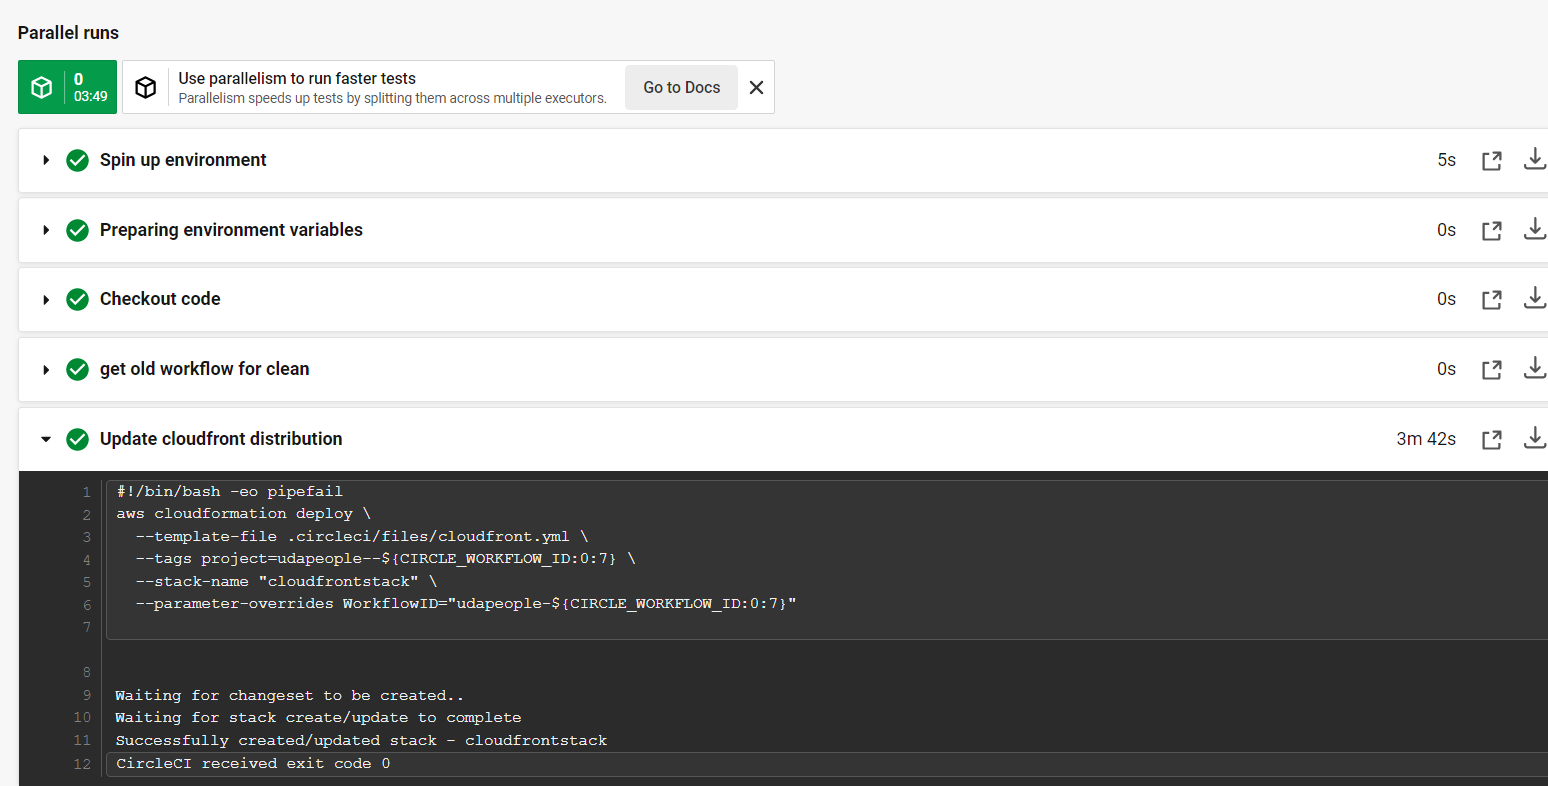 Parallel runs
0
03:49
Use parallelism to run faster tests
Parallelism speeds up tests by splitting them across multiple executors.
Go to Docs
Spin up environment 5s
Preparing environment variables 0s
Checkout code 0s
get old workflow for clean 0s
Update cloudfront distribution 3m 42s
1 #!/bin/bash -eo pipefail
2 aws cloudformation deploy \
3 --template-file .circleci/files/cloudfront.yml \
4 --tags project=udapeople--${CIRCLE_WORKFLOW_ID:0:7} \
5 --stack-name "cloudfrontstack" \
6 --parameter-overrides WorkflowID="udapeople-${CIRCLE_WORKFLOW_ID:0:7}"
7
8
9 Waiting for changeset to be created..
10 Waiting for stack create/update to complete
11 Successfully created/updated stack - cloudfrontstack
12 CircleCI received exit code 0